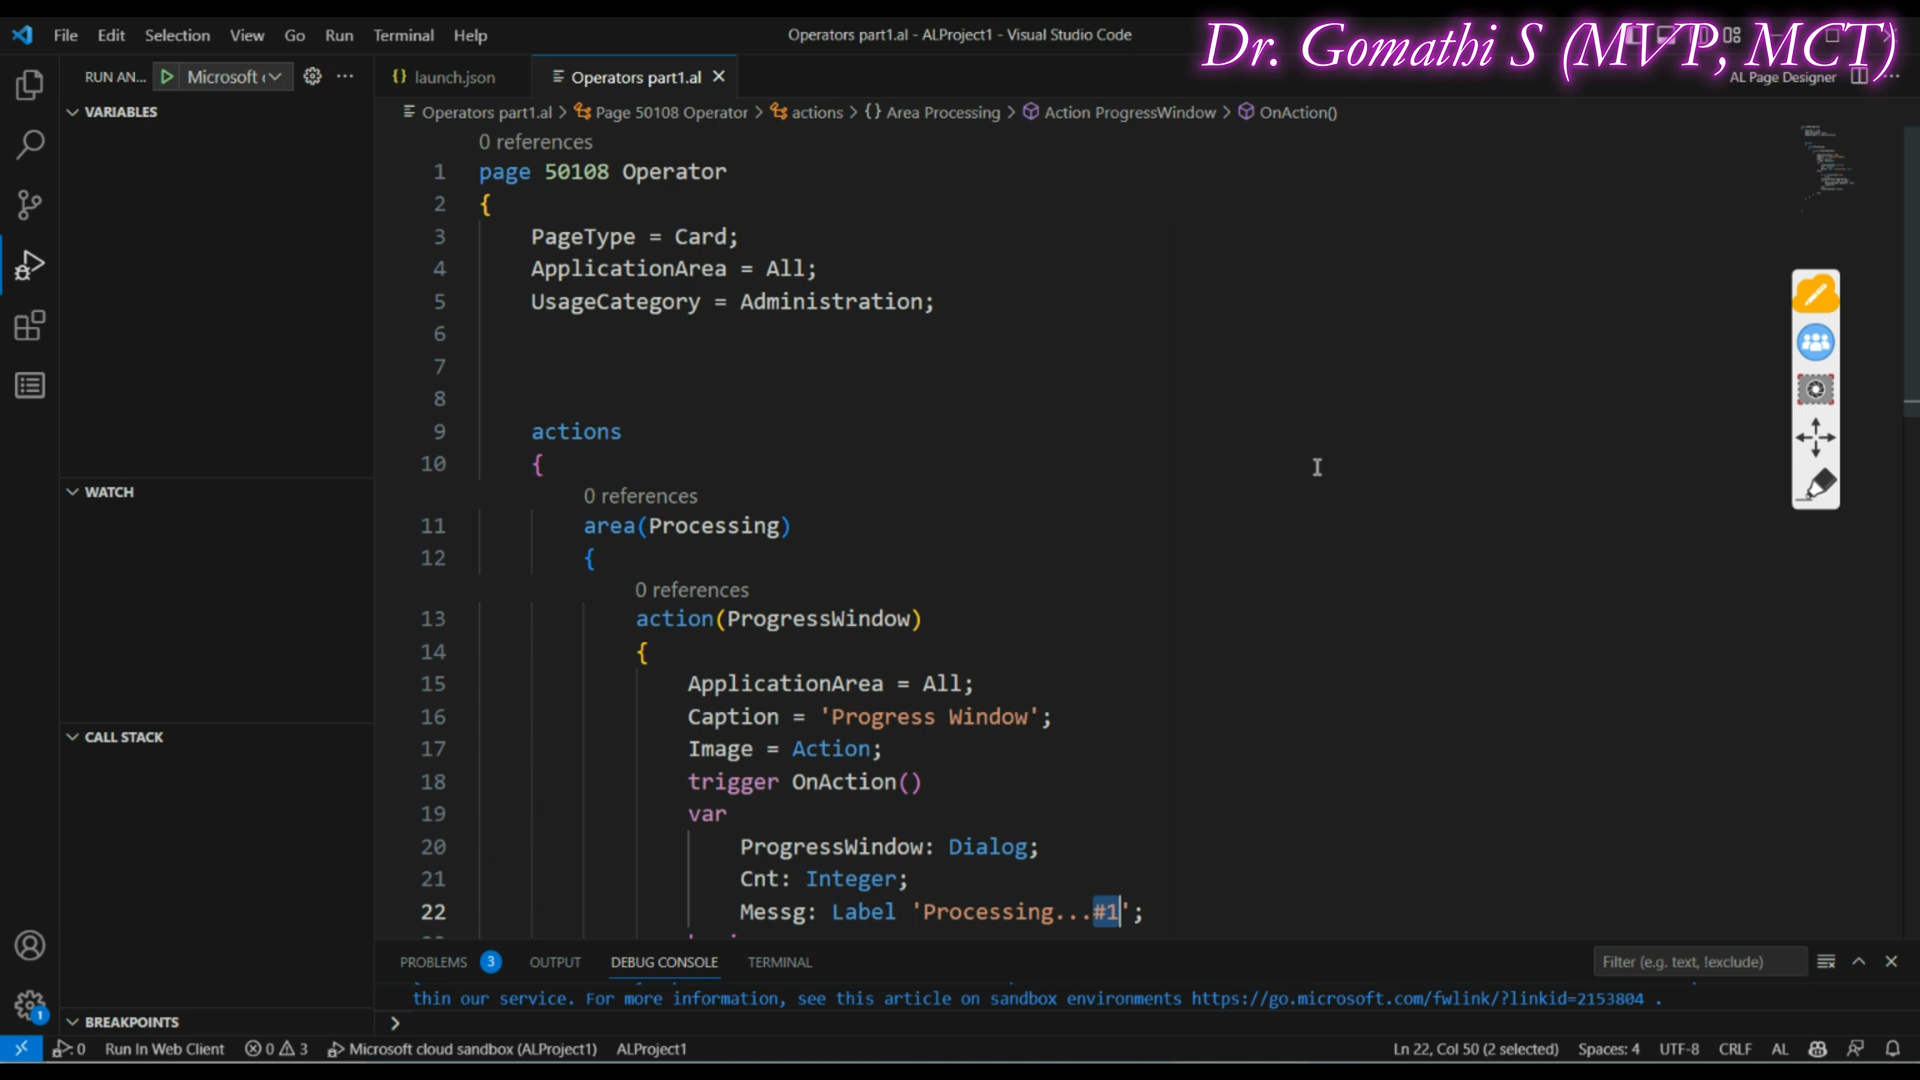 File Edit Selection View Go Run Terminal Help
Operators part1.al - ALProject1 - Visual Studio Code
Dr. Gomathi S (MVP, MCT)
RUN AN... Microsoft
launch.json
Operators part1.al
AL Page Designer
VARIABLES
Operators part1.al > Page 50108 Operator > actions > {} Area Processing > Action ProgressWindow > OnAction()
0 references
1 page 50108 Operator
2 {
3 PageType = Card;
4 ApplicationArea = All;
5 UsageCategory = Administration;
6
7
8
9 actions
10 {
0 references
11 area(Processing)
12 {
0 references
13 action(ProgressWindow)
14 {
15 ApplicationArea = All;
16 Caption = 'Progress Window';
17 Image = Action;
18 trigger OnAction()
19 var
20 ProgressWindow: Dialog;
21 Cnt: Integer;
22 Messg: Label 'Processing...#1';
WATCH
CALL STACK
BREAKPOINTS
PROBLEMS 3 OUTPUT DEBUG CONSOLE TERMINAL
Filter (e.g. text, !exclude)
thin our service. For more information, see this article on sandbox environments https://go.microsoft.com/fwlink/?linkid=2153804 .
1
0 Run In Web Client 0 3 Microsoft cloud sandbox (ALProject1) ALProject1
Ln 22, Col 50 (2 selected) Spaces: 4 UTF-8 CRLF AL